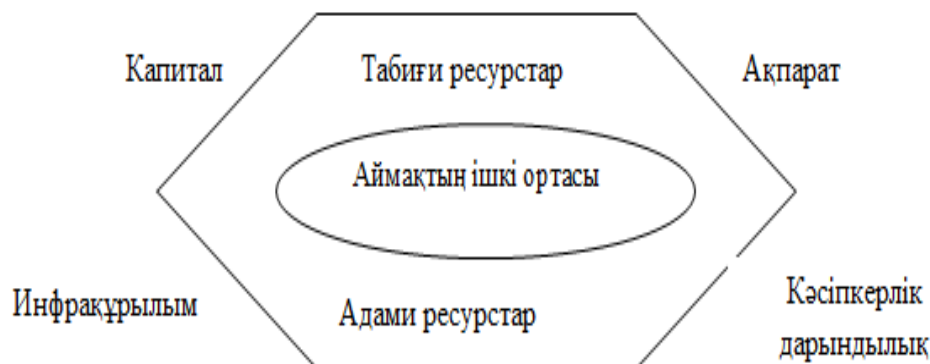 Капитал
Табиғи ресурстар
Ақпарат
Аймақтың ішкі ортасы
Инфрақұрылым
Адами ресурстар
Кәсіпкерлік
дарындылық